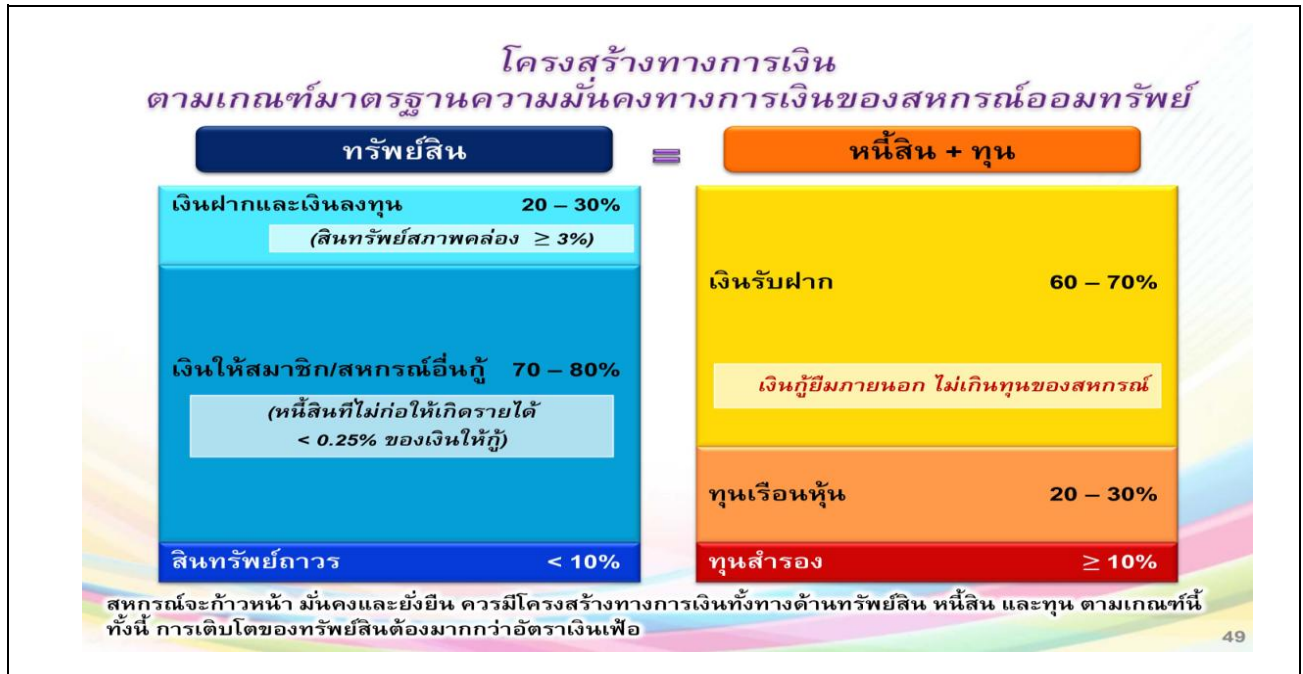 โครงสร้างทางการเงิน
ตามเกณฑ์มาตรฐานความมั่นคงทางการเงินของสหกรณ์ออมทรัพย์
ทรัพย์สิน = หนี้สิน + ทุน
เงินฝากและเงินลงทุน 20 – 30%
(สินทรัพย์สภาพคล่อง ≥ 3%)
เงินให้สมาชิก/สหกรณ์อื่นกู้ 70 – 80%
(หนี้สินที่ไม่ก่อให้เกิดรายได้
< 0.25% ของเงินให้กู้)
สินทรัพย์ถาวร < 10%
เงินรับฝาก 60 – 70%
เงินกู้ยืมภายนอก ไม่เกินทุนของสหกรณ์
ทุนเรือนหุ้น 20 – 30%
ทุนสำรอง ≥ 10%
สหกรณ์จะก้าวหน้า มั่นคงและยั่งยืน ควรมีโครงสร้างทางการเงินทั้งทางด้านทรัพย์สิน หนี้สิน และทุน ตามเกณฑ์นี้
ทั้งนี้ การเติบโตของทรัพย์สินต้องมากกว่าอัตราเงินเฟ้อ
49